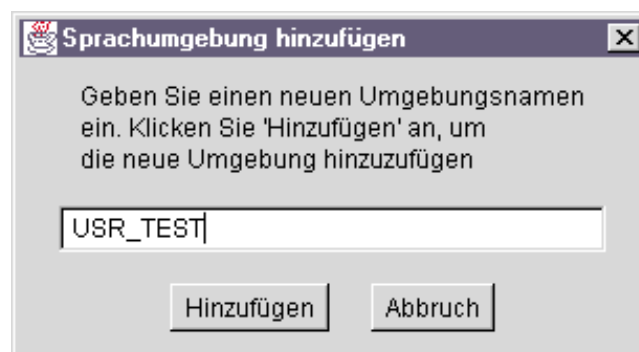 Sprachumgebung hinzufügen
Geben Sie einen neuen Umgebungsnamen
ein. Klicken Sie 'Hinzufügen' an, um
die neue Umgebung hinzuzufügen
USR_TEST
Hinzufügen Abbruch